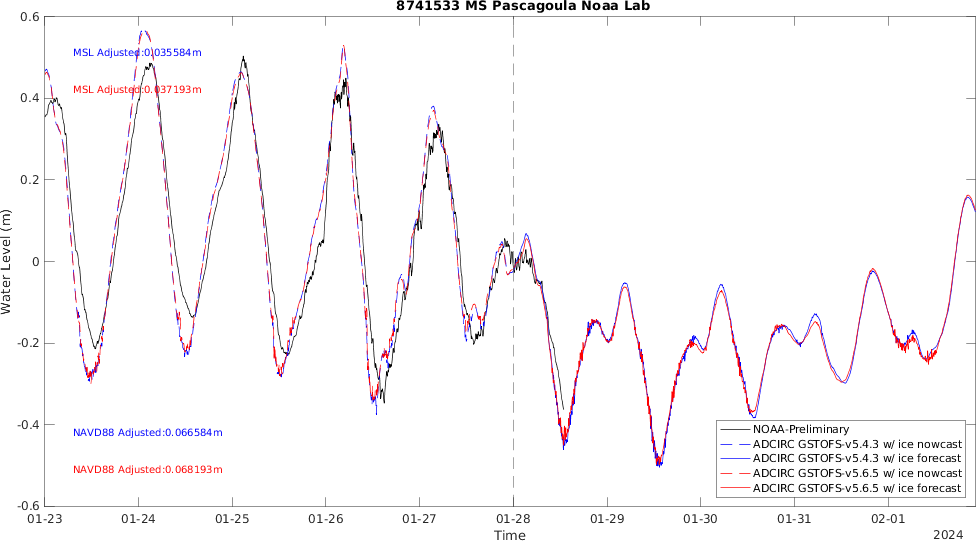 8741533 MS Pascagoula Noaa Lab
0.6
MSL Adjusted:0.035584m
MSL Adjusted:0.037193m
0.4
0.2
0
Water Level (m)
-0.2
-0.4
NAVD88 Adjusted:0.066584m
NAVD88 Adjusted:0.068193m
NOAA-Preliminary
ADCIRC GSTOFS-v5.4.3 w/ ice nowcast
ADCIRC GSTOFS-v5.4.3 w/ ice forecast
ADCIRC GSTOFS-v5.6.5 w/ ice nowcast
ADCIRC GSTOFS-v5.6.5 w/ ice forecast
-0.6
01-23 01-24 01-25 01-26 01-27 01-28 01-29 01-30 01-31 02-01
Time
2024